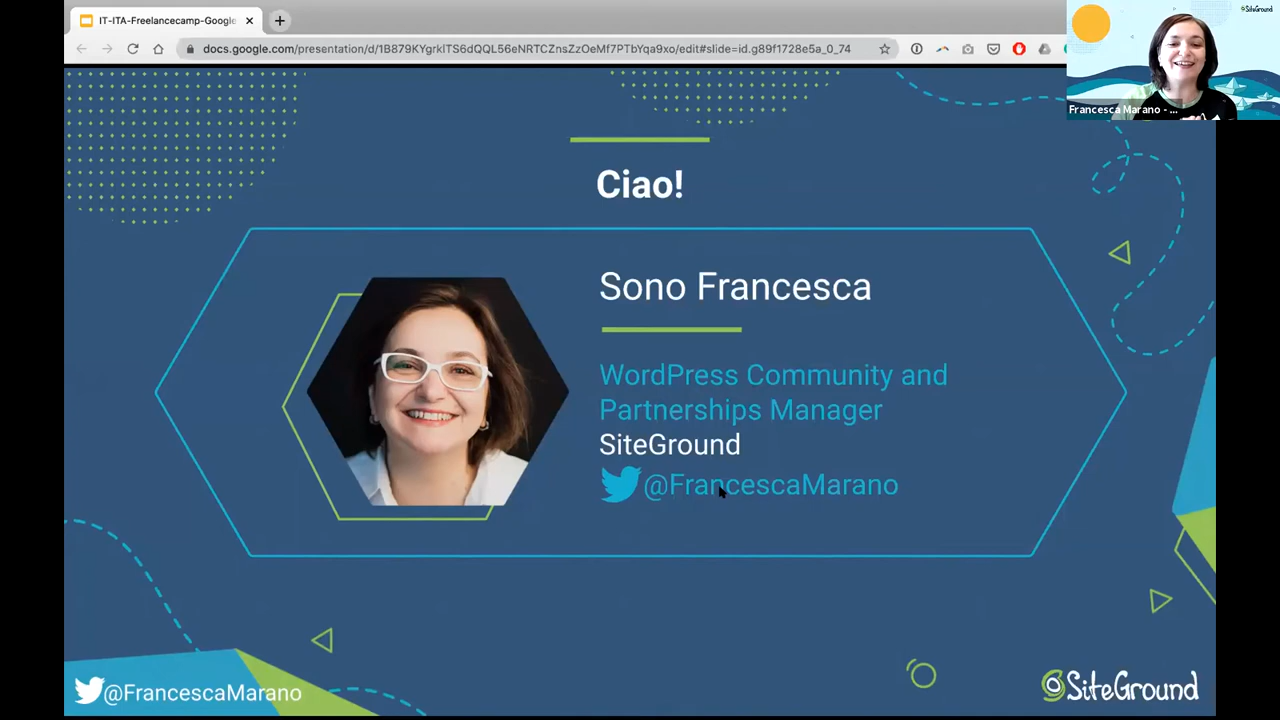 IT-ITA-Freelancecamp-Google
docs.google.com/presentation/d/1B879KYgrklTS6dQQL56eNRTCZnsZzOeMf7PTbYqa9xo/edit#slide=id.g89f1728e5a_0_74
SiteGround
Francesca Marano - ...
Ciao!
Sono Francesca
WordPress Community and
Partnerships Manager
SiteGround
@FrancescaMarano
@FrancescaMarano
SiteGround